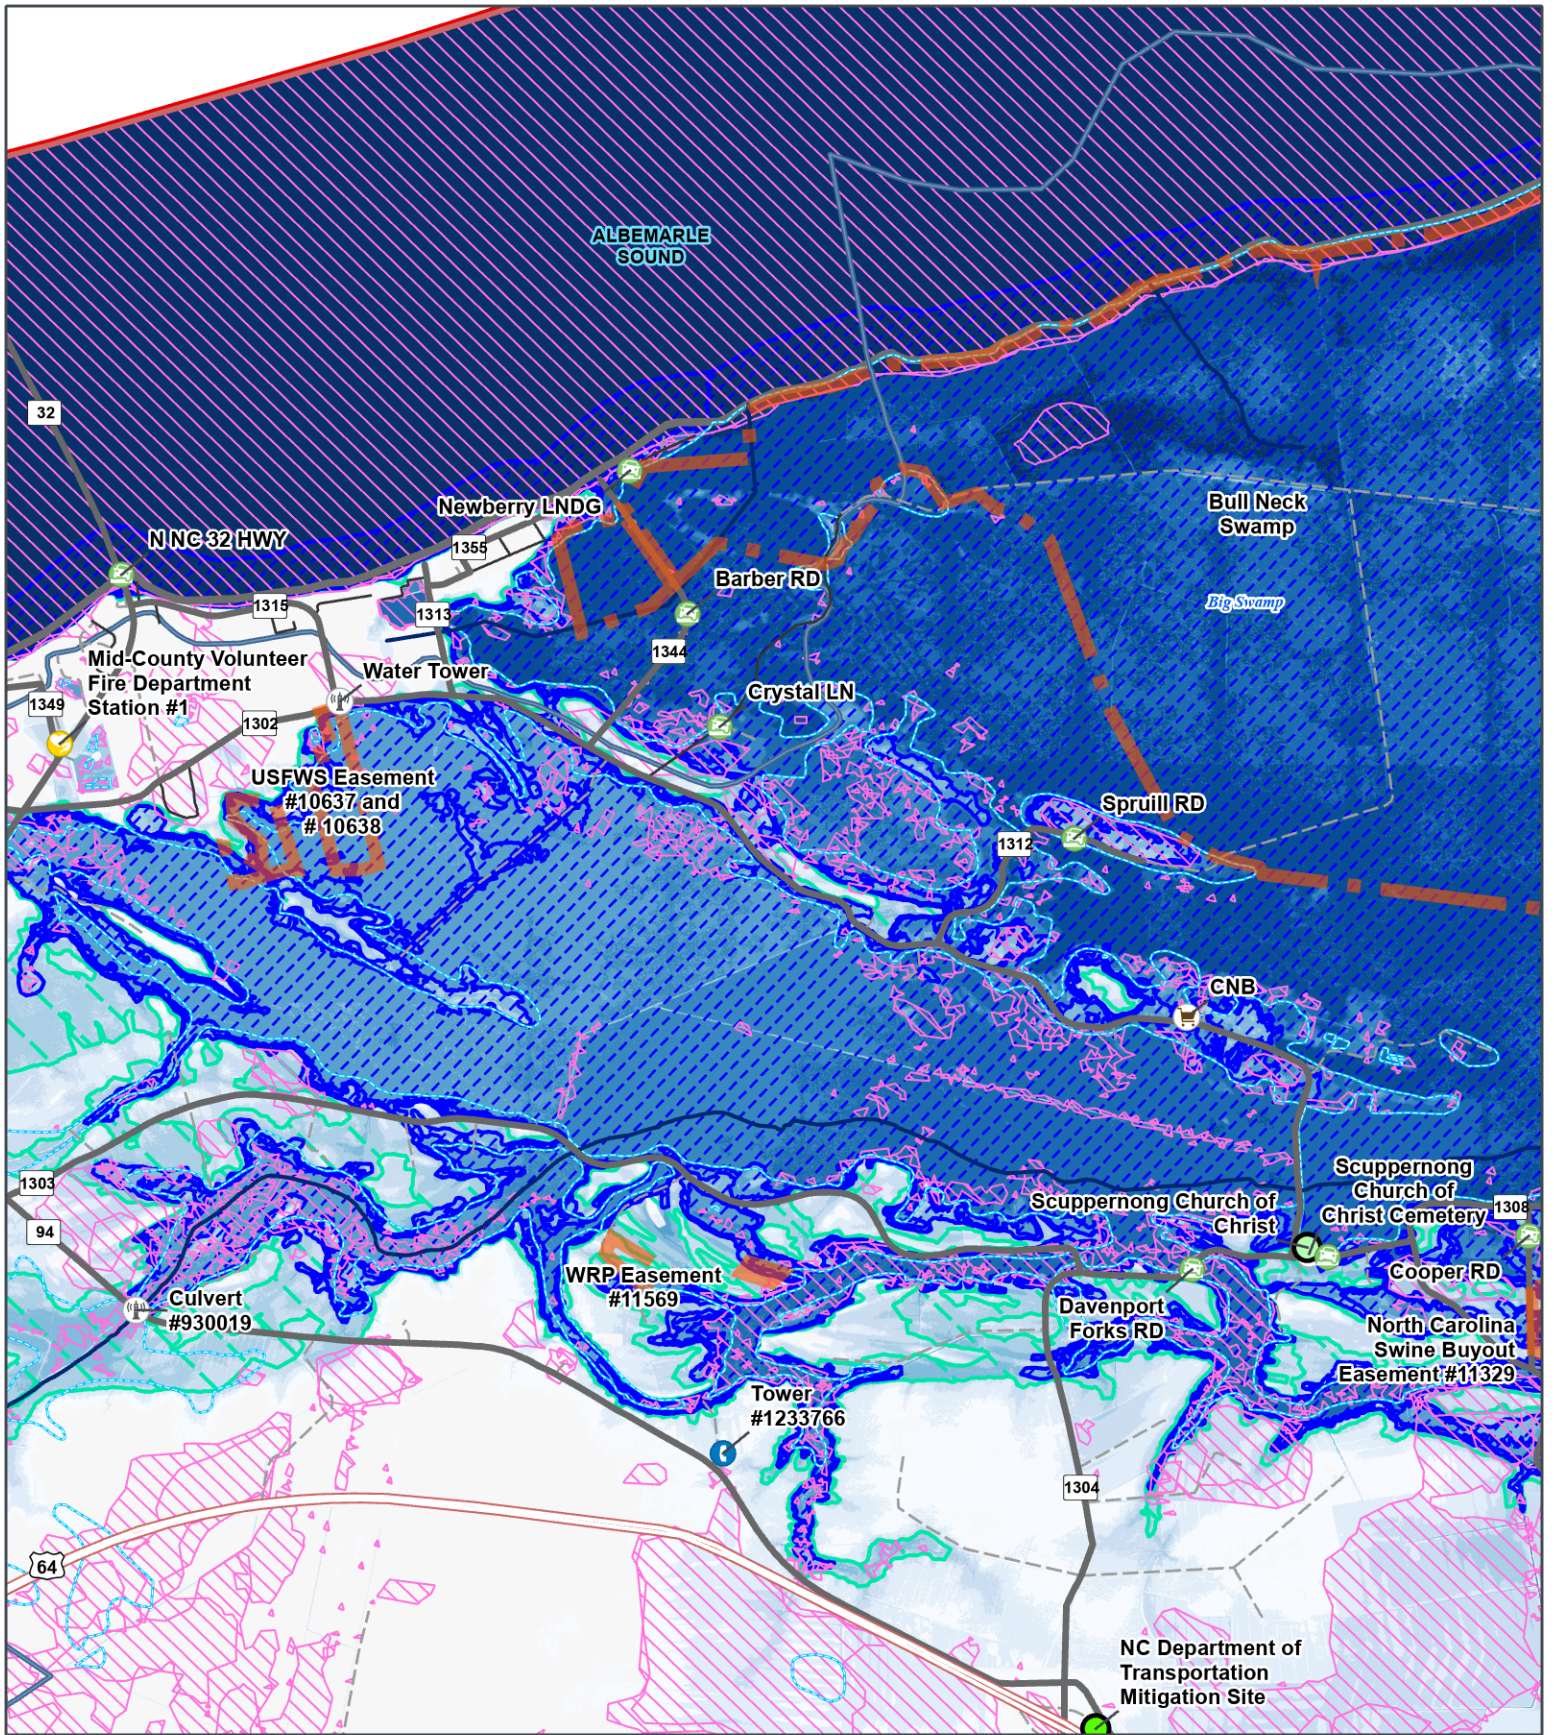 ALBEMARLE
SOUND
32
Newberry LNDG
Bull Neck
Swamp
N NC 32 HWY
1355
Barber RD
Big Swamp
1315
1313
1344
Mid-County Volunteer
Fire Department
Station #1
Water Tower
Crystal LN
1349
1302
USFWS Easement
#10637 and
# 10638
Spruill RD
1312
CNB
1303
94
Scuppernong
Church of
Christ Cemetery
Scuppernong Church of
Christ
1308
WRP Easement
#11569
Cooper RD
Culvert
#930019
Davenport
Forks RD
North Carolina
Swine Buyout
Easement #11329
Tower
#1233766
1304
64
NC Department of
Transportation
Mitigation Site